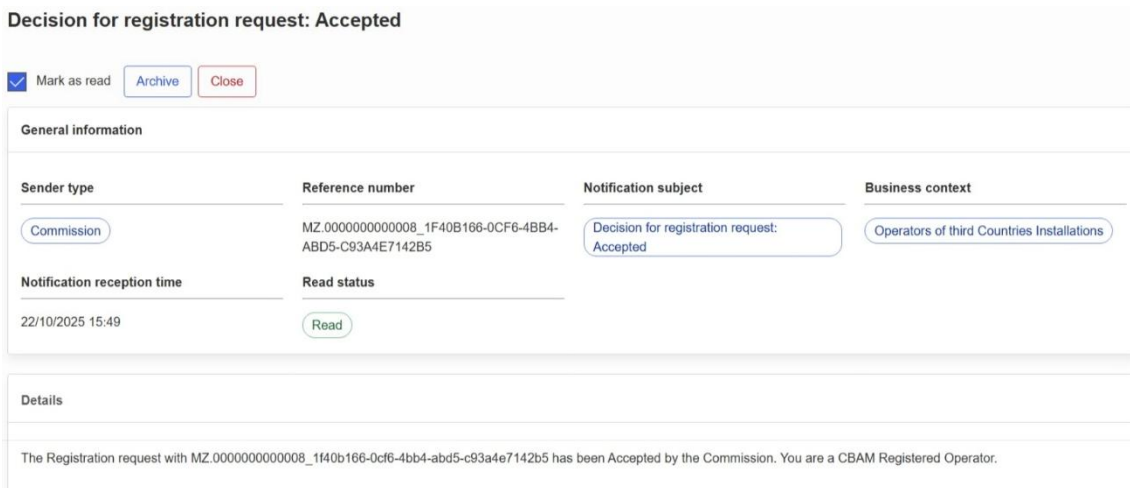 Decision for registration request: Accepted
Mark as read
Archive
Close
General information
Sender type
Reference number
Notification subject
Business context
Commission
MZ.0000000000008_1F40B166-0CF6-4BB4-
ABD5-C93A4E7142B5
Decision for registration request:
Accepted
Operators of third Countries Installations
Notification reception time
Read status
22/10/2025 15:49
Read
Details
The Registration request with MZ.0000000000008_1f40b166-0cf6-4bb4-abd5-c93a4e7142b5 has been Accepted by the Commission. You are a CBAM Registered Operator.